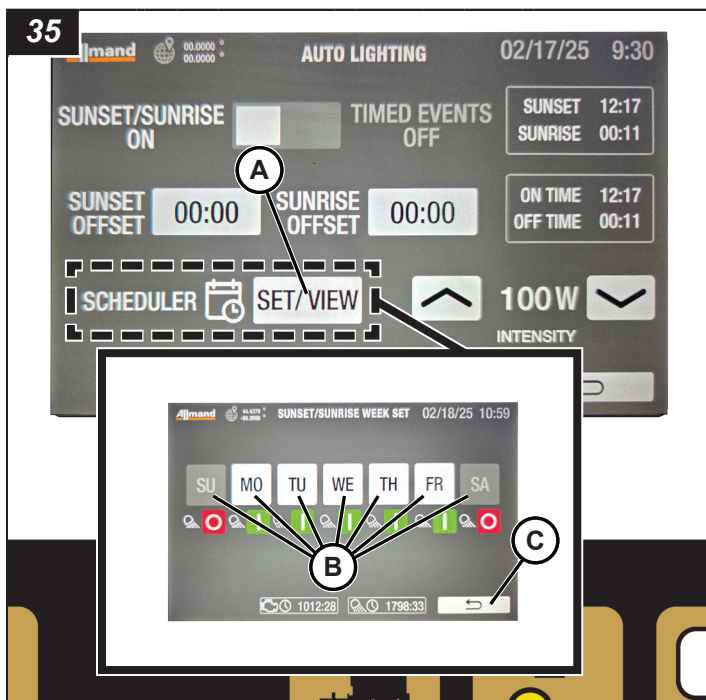 35
Allmand 00.0000 ° 00.0000 ° AUTO LIGHTING 02/17/25 9:30
SUNSET/SUNRISE
ON
TIMED EVENTS
OFF
SUNSET 12:17
SUNRISE 00:11
A
SUNSET
OFFSET
00:00
SUNRISE
OFFSET
00:00
ON TIME 12:17
OFF TIME 00:11
SCHEDULER SET/VIEW
100W
INTENSITY
Allmand SUNSET/SUNRISE WEEK SET 02/18/25 10:59
SU MO TU WE TH FR SA
B
C
1012:28 1798:33